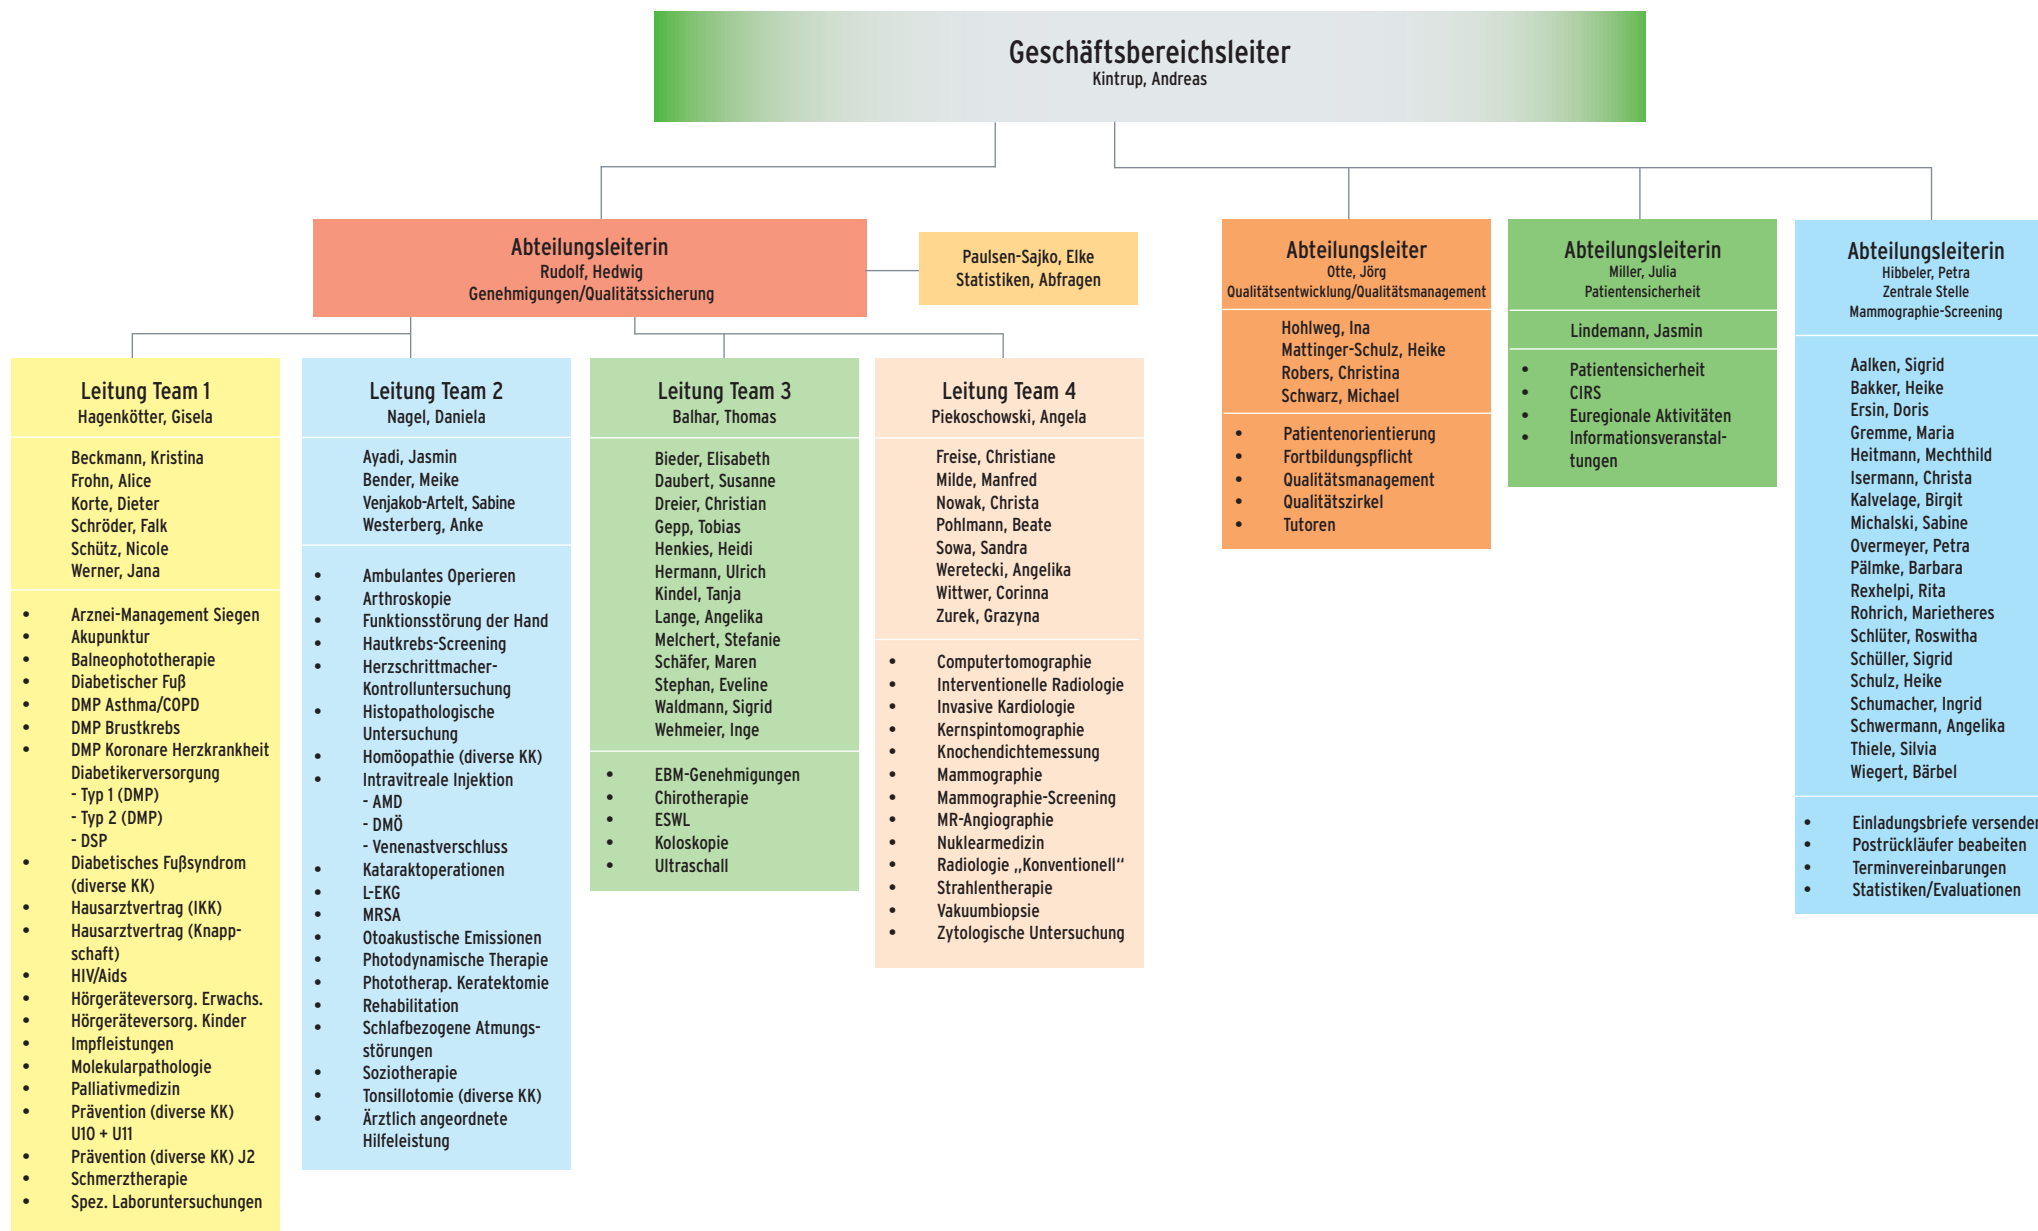 Geschäftsbereichsleiter
Kintrup, Andreas
Abteilungsleiterin
Rudolf, Hedwig
Genehmigungen/Qualitätssicherung
Paulsen-Sajko, Elke
Statistiken, Abfragen
Leitung Team 1
Hagenkötter, Gisela
Beckmann, Kristina
Frohn, Alice
Korte, Dieter
Schröder, Falk
Schütz, Nicole
Werner, Jana
• Arznei-Management Siegen
• Akupunktur
• Balneophototherapie
• Diabetischer Fuß
• DMP Asthma/COPD
• DMP Brustkrebs
• DMP Koronare Herzkrankheit
Diabetikerversorgung
- Typ 1 (DMP)
- Typ 2 (DMP)
- DSP
• Diabetisches Fußsyndrom
(diverse KK)
• Hausarztvertrag (IKK)
• Hausarztvertrag (Knapp-
schaft)
• HIV/Aids
• Hörgeräteversorg. Erwachs.
• Hörgeräteversorg. Kinder
• Impfleistungen
• Molekularpathologie
• Palliativmedizin
• Prävention (diverse KK)
U10 + U11
• Prävention (diverse KK) J2
• Schmerztherapie
• Spez. Laboruntersuchungen
Leitung Team 2
Nagel, Daniela
Ayadi, Jasmin
Bender, Meike
Venjakob-Artelt, Sabine
Westerberg, Anke
• Ambulantes Operieren
• Arthroskopie
• Funktionsstörung der Hand
• Hautkrebs-Screening
• Herzschrittmacher-
Kontrolluntersuchung
• Histopathologische
Untersuchung
• Homöopathie (diverse KK)
• Intravitreale Injektion
- AMD
- DMÖ
- Venenastverschluss
• Kataraktoperationen
• L-EKG
• MRSA
• Otoakustische Emissionen
• Photodynamische Therapie
• Phototherap. Keratektomie
• Rehabilitation
• Schlafbezogene Atmungs-
störungen
• Soziotherapie
• Tonsillotomie (diverse KK)
• Ärztlich angeordnete
Hilfeleistung
Leitung Team 3
Balhar, Thomas
Bieder, Elisabeth
Daubert, Susanne
Dreier, Christian
Gepp, Tobias
Henkies, Heidi
Hermann, Ulrich
Kindel, Tanja
Lange, Angelika
Melchert, Stefanie
Schäfer, Maren
Stephan, Eveline
Waldmann, Sigrid
Wehmeier, Inge
• EBM-Genehmigungen
• Chirotherapie
• ESWL
• Koloskopie
• Ultraschall
Leitung Team 4
Piekoschowski, Angela
Freise, Christiane
Milde, Manfred
Nowak, Christa
Pohlmann, Beate
Sowa, Sandra
Weretecki, Angelika
Wittwer, Corinna
Zurek, Grazyna
• Computertomographie
• Interventionelle Radiologie
• Invasive Kardiologie
• Kernspintomographie
• Knochendichtemessung
• Mammographie
• Mammographie-Screening
• MR-Angiographie
• Nuklearmedizin
• Radiologie „Konventionell“
• Strahlentherapie
• Vakuumbiopsie
• Zytologische Untersuchung
Abteilungsleiter
Otte, Jörg
Qualitätsentwicklung/Qualitätsmanagement
Hohlweg, Ina
Mattinger-Schulz, Heike
Robers, Christina
Schwarz, Michael
• Patientenorientierung
• Fortbildungspflicht
• Qualitätsmanagement
• Qualitätszirkel
• Tutoren
Abteilungsleiterin
Miller, Julia
Patientensicherheit
Lindemann, Jasmin
• Patientensicherheit
• CIRS
• Euregionale Aktivitäten
• Informationsveranstal-
tungen
Abteilungsleiterin
Hibbeler, Petra
Zentrale Stelle
Mammographie-Screening
Aalken, Sigrid
Bakker, Heike
Ersin, Doris
Gremme, Maria
Heitmann, Mechthild
Isermann, Christa
Kalvelage, Birgit
Michalski, Sabine
Overmeyer, Petra
Pälmke, Barbara
Rexhelpi, Rita
Rohrich, Marietheres
Schlüter, Roswitha
Schüller, Sigrid
Schulz, Heike
Schumacher, Ingrid
Schwermann, Angelika
Thiele, Silvia
Wiegert, Bärbel
• Einladungsbriefe versenden
• Postrückläufer beabeiten
• Terminvereinbarungen
• Statistiken/Evaluationen